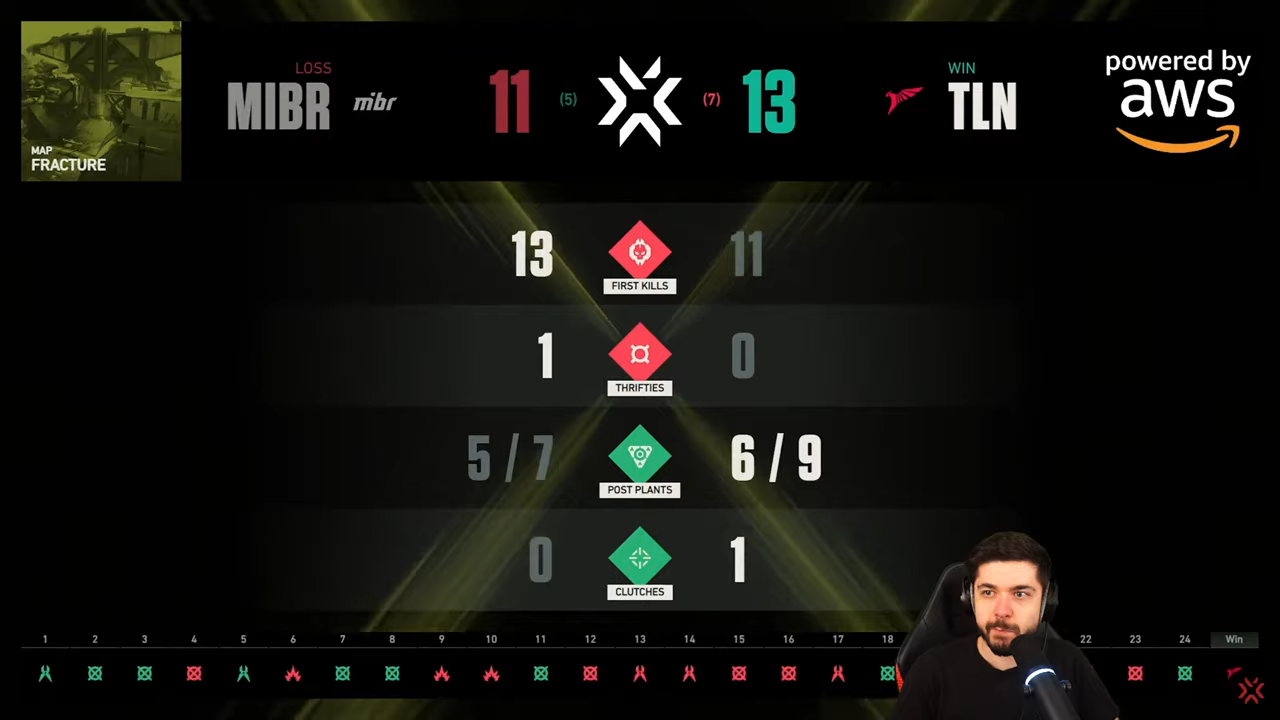 MAP
FRACTURE
LOSS
MIBR
mibr
11
(5)
(7)
13
WIN
TLN
powered by
aws
13
FIRST KILLS
11
1
THRIFTIES
0
5 / 7
POST PLANTS
6 / 9
0
CLUTCHES
1
1 2 3 4 5 6 7 8 9 10 11 12 13 14 15 16 17 18 22 23 24 Win